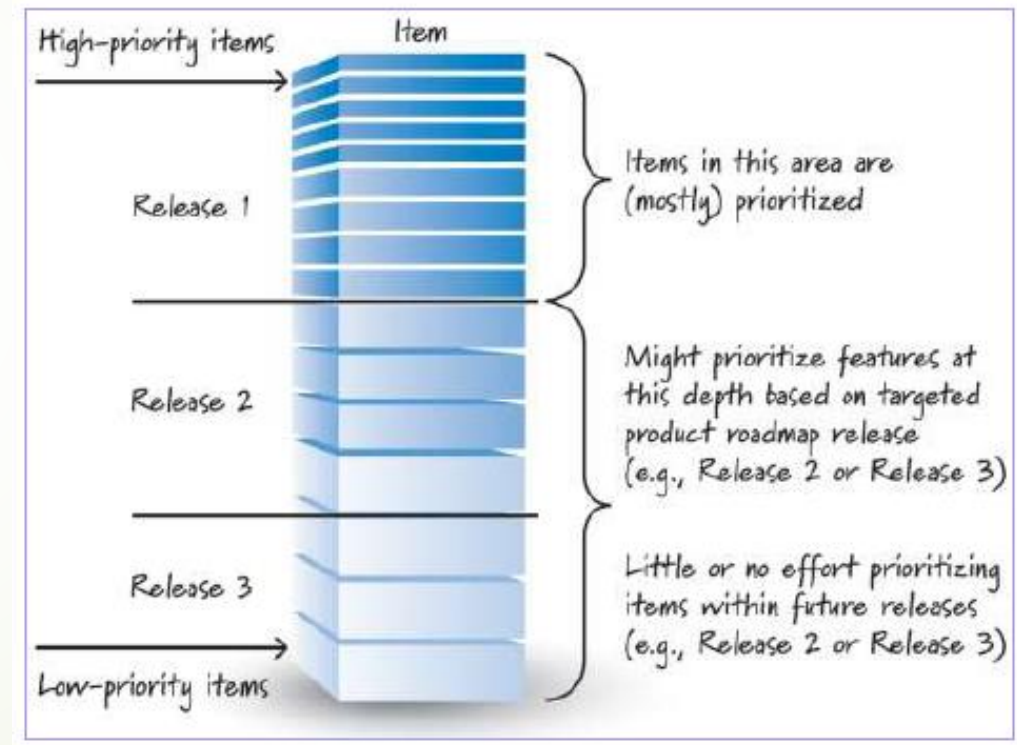 Item
High-priority items
Release 1
Items in this area are
(mostly) prioritized
Release 2
Might prioritize features at
this depth based on targeted
product roadmap release
(e.g., Release 2 or Release 3)
Release 3
Little or no effort prioritizing
items within future releases
(e.g., Release 2 or Release 3)
Low-priority items